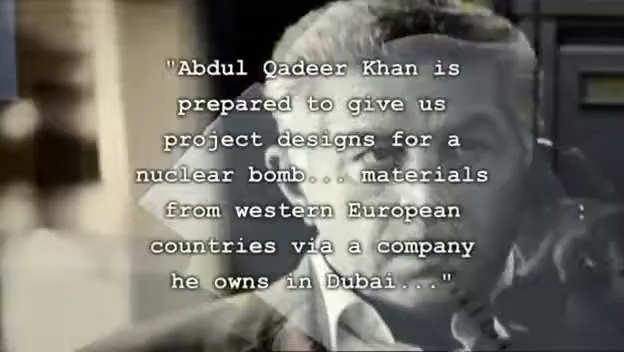 "Abdul Qadeer Khan is
prepared to give us
project designs for a
nuclear bomb... materials
from western European
countries via a company
he owns in Dubai..."